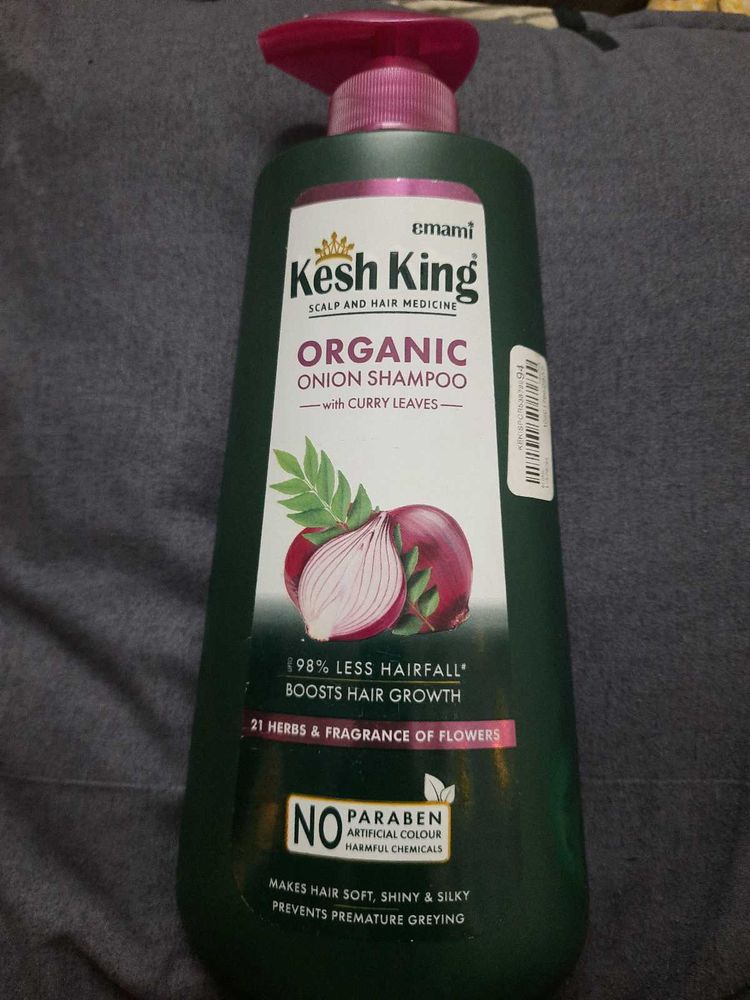 emami*
Kesh King®
SCALP AND HAIR MEDICINE
ORGANIC
ONION SHAMPOO
with CURRY LEAVES
UPTO 98% LESS HAIRFALL#
BOOSTS HAIR GROWTH
21 HERBS & FRAGRANCE OF FLOWERS
NO PARABEN
ARTIFICIAL COLOUR
HARMFUL CHEMICALS
MAKES HAIR SOFT, SHINY & SILKY
PREVENTS PREMATURE GREYING